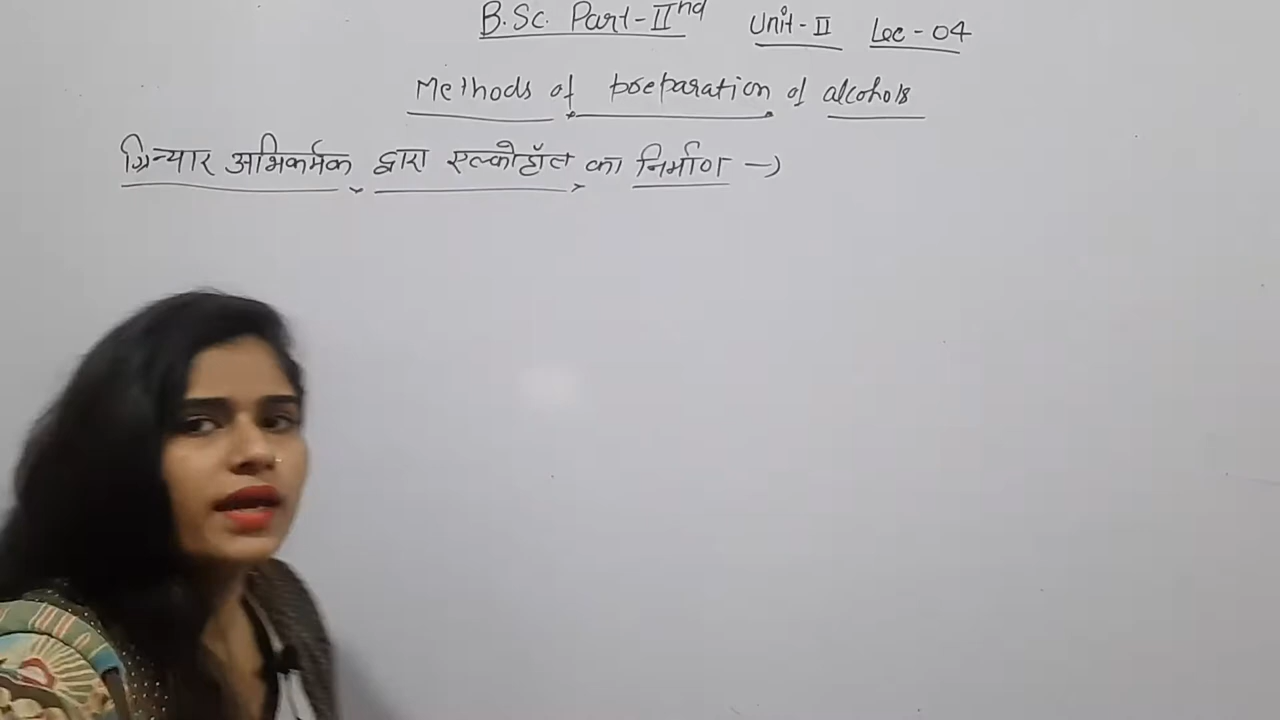 B.Sc. Part-IInd Unit-II Lec-04
Methods of preparation of alcohols
ग्रिन्यार अभिकर्मक द्वारा एल्कोहॉल का निर्माण →